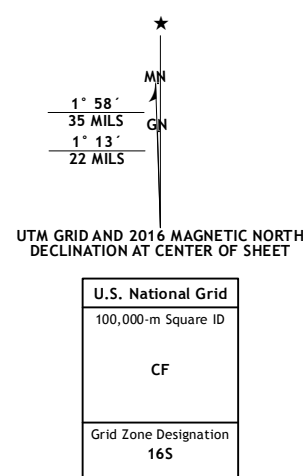 MN
1° 58´
35 MILS
GN
1° 13´
22 MILS
UTM GRID AND 2016 MAGNETIC NORTH
DECLINATION AT CENTER OF SHEET
U.S. National Grid
100,000-m Square ID
CF
Grid Zone Designation
16S